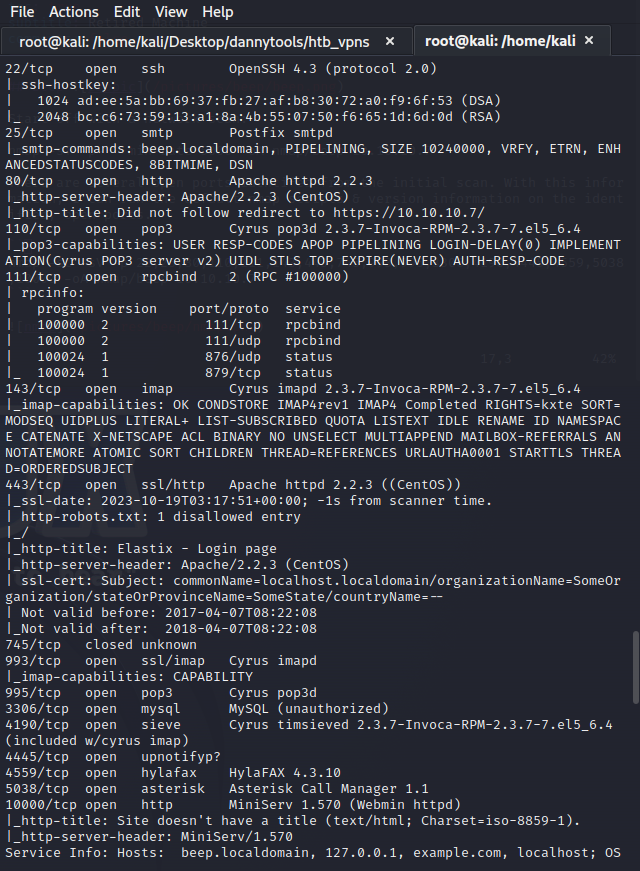 File Actions Edit View Help
root@kali: /home/kali/Desktop/dannytools/htb_vpns × root@kali: /home/kali ×
22/tcp open ssh OpenSSH 4.3 (protocol 2.0)
| ssh-hostkey:
| 1024 ad:ee:5a:bb:69:37:fb:27:af:b8:30:72:a0:f9:6f:53 (DSA)
|_ 2048 bc:c6:73:59:13:a1:8a:4b:55:07:50:f6:65:1d:6d:0d (RSA)
25/tcp open smtp Postfix smtpd
|_smtp-commands: beep.localdomain, PIPELINING, SIZE 10240000, VRFY, ETRN, ENH
ANCEDSTATUSCODES, 8BITMIME, DSN
80/tcp open http Apache httpd 2.2.3
|_http-server-header: Apache/2.2.3 (CentOS)
|_http-title: Did not follow redirect to https://10.10.10.7/
110/tcp open pop3 Cyrus pop3d 2.3.7-Invoca-RPM-2.3.7-7.el5_6.4
|_pop3-capabilities: USER RESP-CODES APOP PIPELINING LOGIN-DELAY(0) IMPLEMENT
ATION(Cyrus POP3 server v2) UIDL STLS TOP EXPIRE(NEVER) AUTH-RESP-CODE
111/tcp open rpcbind 2 (RPC #100000)
| rpcinfo:
| program version port/proto service
| 100000 2 111/tcp rpcbind
| 100000 2 111/udp rpcbind
| 100024 1 876/udp status
|_ 100024 1 879/tcp status
143/tcp open imap Cyrus imapd 2.3.7-Invoca-RPM-2.3.7-7.el5_6.4
|_imap-capabilities: OK CONDSTORE IMAP4rev1 IMAP4 Completed RIGHTS=kxte SORT=
MODSEQ UIDPLUS LITERAL+ LIST-SUBSCRIBED QUOTA LISTEXT IDLE RENAME ID NAMESPAC
E CATENATE X-NETSCAPE ACL BINARY NO UNSELECT MULTIAPPEND MAILBOX-REFERRALS AN
NOTATEMORE ATOMIC SORT CHILDREN THREAD=REFERENCES URLAUTHA0001 STARTTLS THREA
D=ORDEREDSUBJECT
443/tcp open ssl/http Apache httpd 2.2.3 ((CentOS))
|_ssl-date: 2023-10-19T03:17:51+00:00; -1s from scanner time.
| http-robots.txt: 1 disallowed entry
|_/
|_http-title: Elastix - Login page
|_http-server-header: Apache/2.2.3 (CentOS)
| ssl-cert: Subject: commonName=localhost.localdomain/organizationName=SomeOr
ganization/stateOrProvinceName=SomeState/countryName=--
| Not valid before: 2017-04-07T08:22:08
|_Not valid after: 2018-04-07T08:22:08
745/tcp closed unknown
993/tcp open ssl/imap Cyrus imapd
|_imap-capabilities: CAPABILITY
995/tcp open pop3 Cyrus pop3d
3306/tcp open mysql MySQL (unauthorized)
4190/tcp open sieve Cyrus timsieved 2.3.7-Invoca-RPM-2.3.7-7.el5_6.4
(included w/cyrus imap)
4445/tcp open upnotifyp?
4559/tcp open hylafax HylaFAX 4.3.10
5038/tcp open asterisk Asterisk Call Manager 1.1
10000/tcp open http MiniServ 1.570 (Webmin httpd)
|_http-title: Site doesn't have a title (text/html; Charset=iso-8859-1).
|_http-server-header: MiniServ/1.570
Service Info: Hosts: beep.localdomain, 127.0.0.1, example.com, localhost; OS